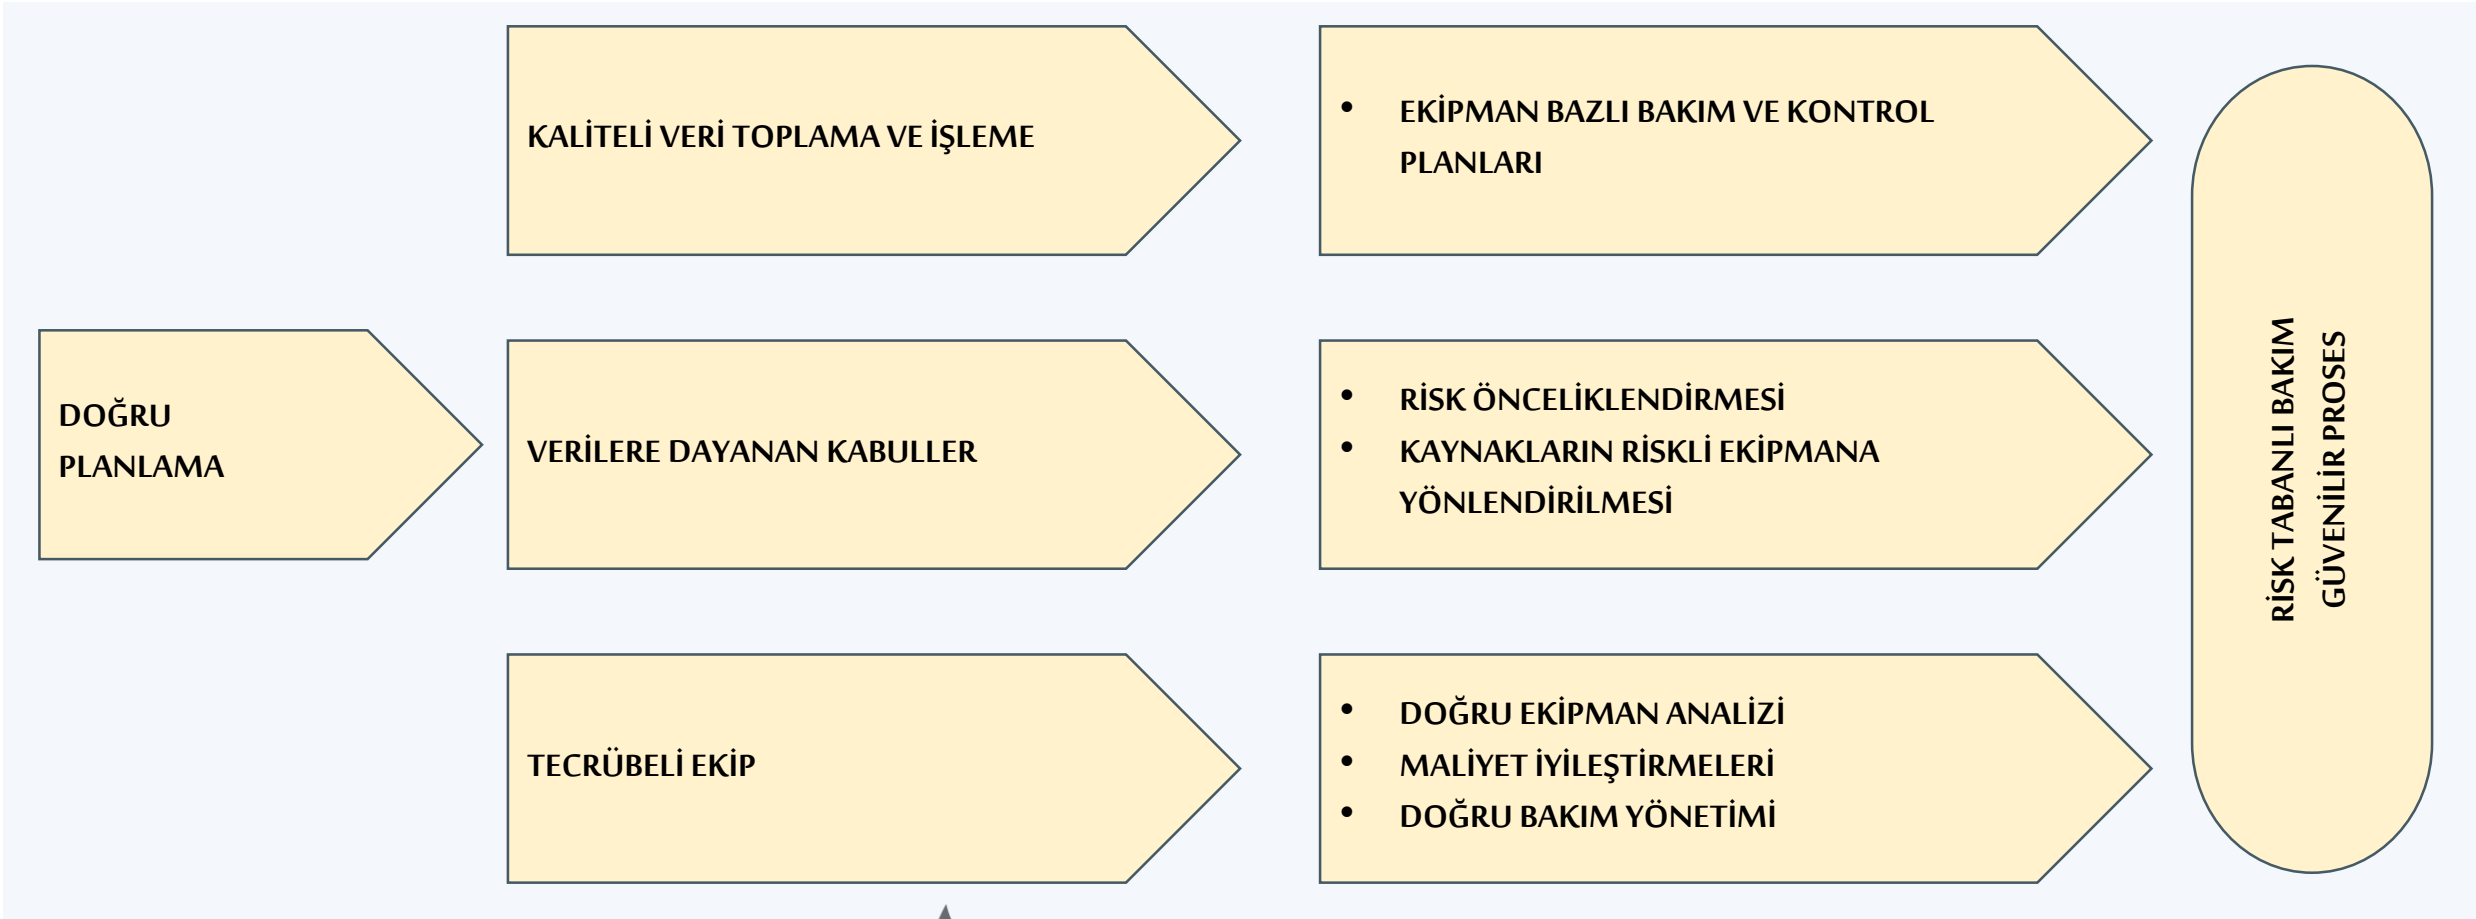 DOĞRU
PLANLAMA
KALİTELİ VERİ TOPLAMA VE İŞLEME
VERİLERE DAYANAN KABULLER
TECRÜBELİ EKİP
• EKİPMAN BAZLI BAKIM VE KONTROL
PLANLARI
• RİSK ÖNCELİKLENDİRMESİ
• KAYNAKLARIN RİSKLİ EKİPMANA
YÖNLENDİRİLMESİ
• DOĞRU EKİPMAN ANALİZİ
• MALİYET İYİLEŞTİRMELERİ
• DOĞRU BAKIM YÖNETİMİ
RİSK TABANLI BAKIM
GÜVENİLİR PROSES